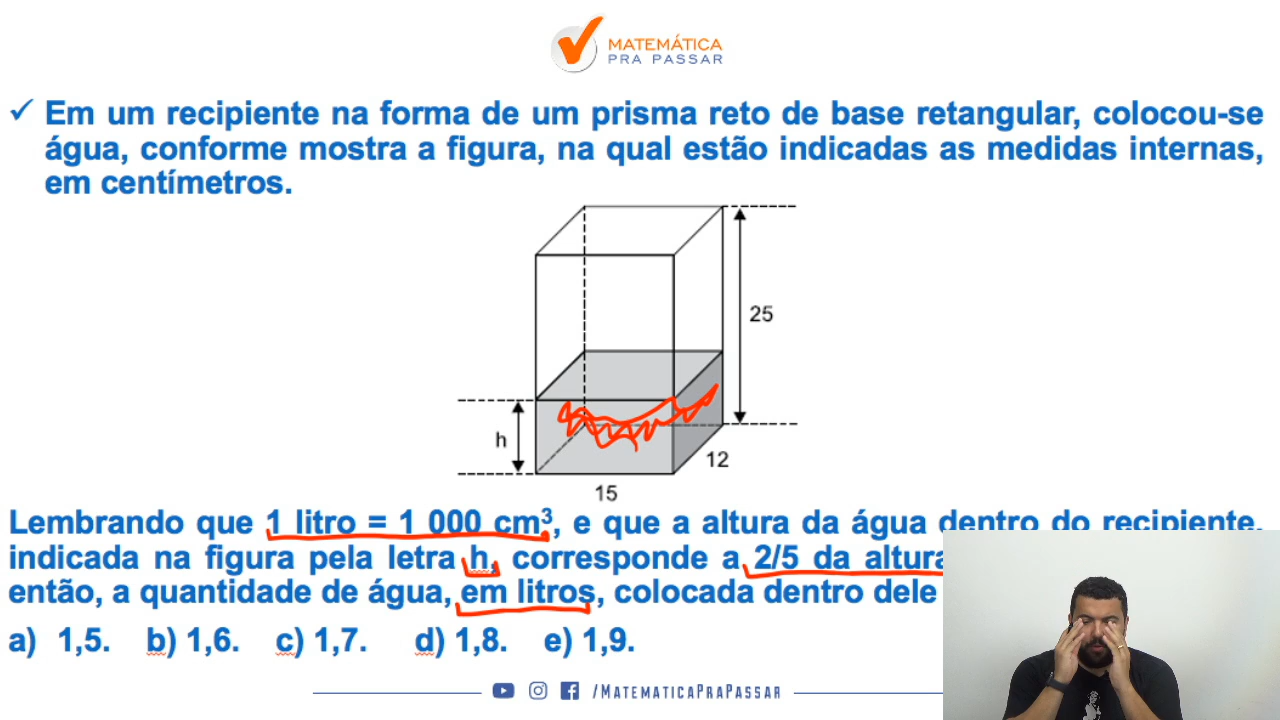 MATEMÁTICA
PRA PASSAR
✓ Em um recipiente na forma de um prisma reto de base retangular, colocou-se
água, conforme mostra a figura, na qual estão indicadas as medidas internas,
em centímetros.
25
h
12
15
Lembrando que 1 litro = 1 000 cm³, e que a altura da água dentro do recipiente,
indicada na figura pela letra h, corresponde a 2/5 da altura
então, a quantidade de água, em litros, colocada dentro dele
a) 1,5. b) 1,6. c) 1,7. d) 1,8. e) 1,9.
/MATEMATICAPRAPASSAR